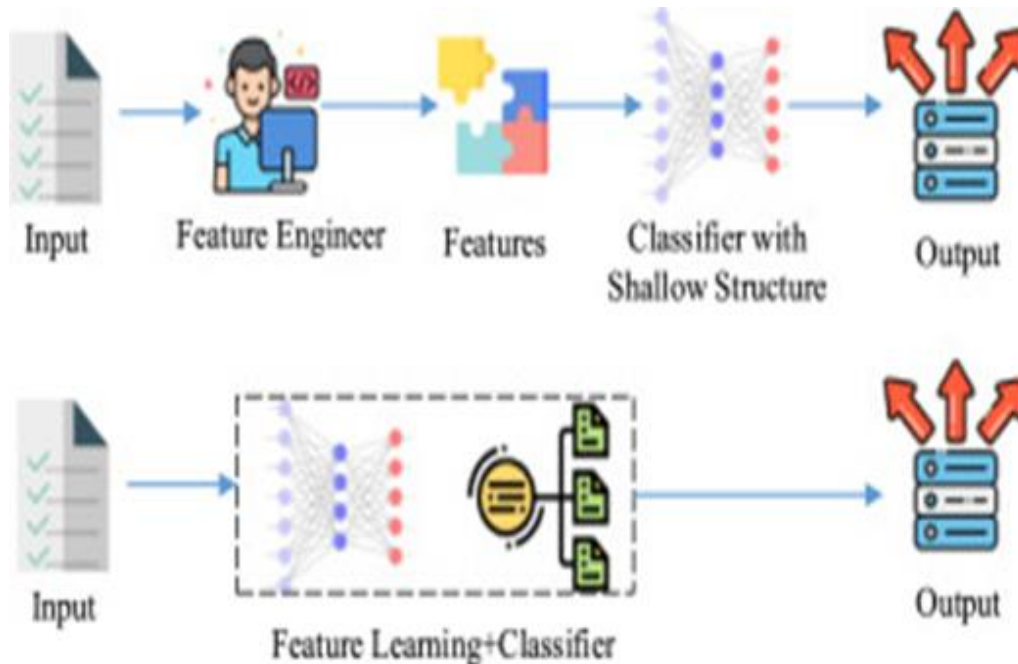 Input
Feature Engineer
Features
Classifier with
Shallow Structure
Output
Input
Feature Learning+Classifier
Output